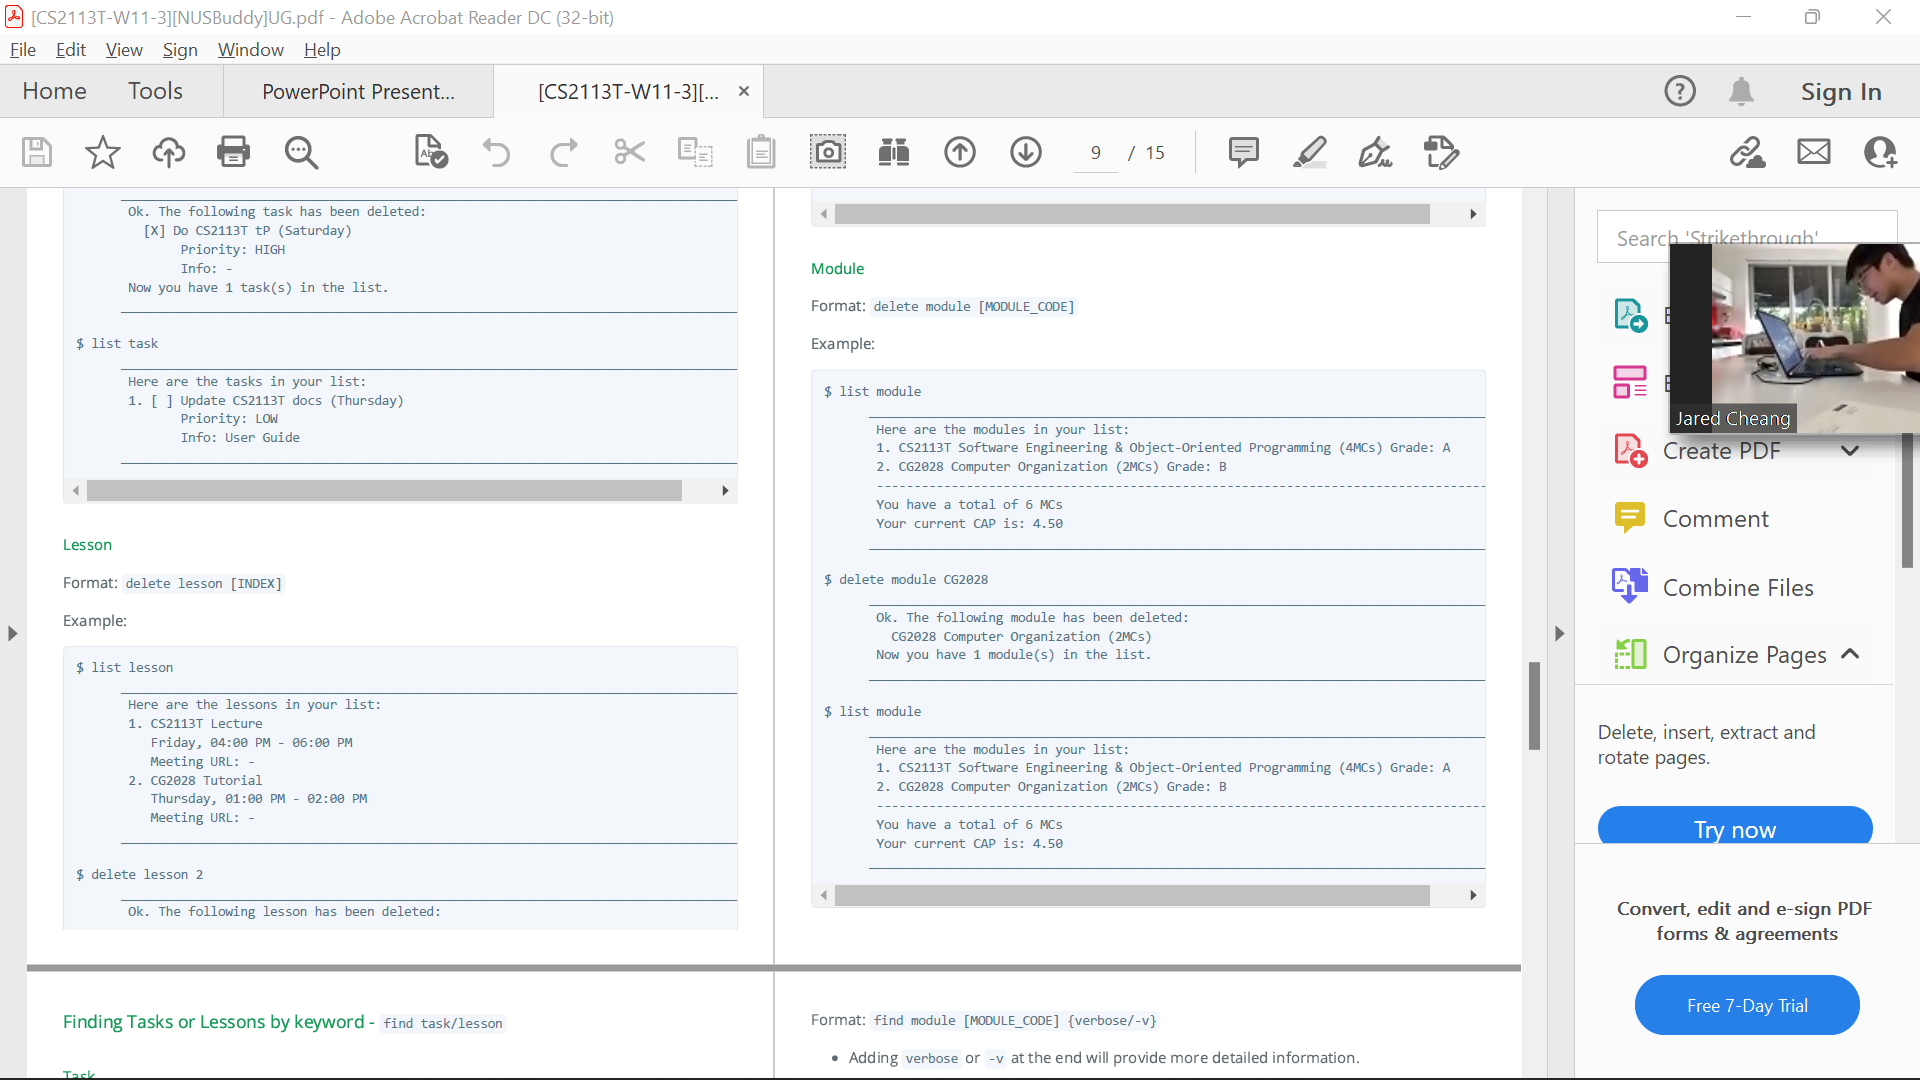 [CS2113T-W11-3][NUSBuddy]UG.pdf - Adobe Acrobat Reader DC (32-bit)
File Edit View Sign Window Help
Home Tools PowerPoint Present... [CS2113T-W11-3][... × Sign In
9 / 15
Ok. The following task has been deleted:
[X] Do CS2113T tP (Saturday)
Priority: HIGH
Info: -
Now you have 1 task(s) in the list.
$ list task
Here are the tasks in your list:
1. [ ] Update CS2113T docs (Thursday)
Priority: LOW
Info: User Guide
Lesson
Format: delete lesson [INDEX]
Example:
$ list lesson
Here are the lessons in your list:
1. CS2113T Lecture
Friday, 04:00 PM - 06:00 PM
Meeting URL: -
2. CG2028 Tutorial
Thursday, 01:00 PM - 02:00 PM
Meeting URL: -
$ delete lesson 2
Ok. The following lesson has been deleted:
Finding Tasks or Lessons by keyword - find task/lesson
Task
Module
Format: delete module [MODULE_CODE]
Example:
$ list module
Here are the modules in your list:
1. CS2113T Software Engineering & Object-Oriented Programming (4MCs) Grade: A
2. CG2028 Computer Organization (2MCs) Grade: B
--------------------------------------------------------------------------------
You have a total of 6 MCs
Your current CAP is: 4.50
$ delete module CG2028
Ok. The following module has been deleted:
CG2028 Computer Organization (2MCs)
Now you have 1 module(s) in the list.
$ list module
Here are the modules in your list:
1. CS2113T Software Engineering & Object-Oriented Programming (4MCs) Grade: A
2. CG2028 Computer Organization (2MCs) Grade: B
--------------------------------------------------------------------------------
You have a total of 6 MCs
Your current CAP is: 4.50
Format: find module [MODULE_CODE] {verbose/-v}
• Adding verbose or -v at the end will provide more detailed information.
Search 'Strikethrough'
E
E
Jared Cheang
Create PDF
Comment
Combine Files
Organize Pages
Delete, insert, extract and
rotate pages.
Try now
Convert, edit and e-sign PDF
forms & agreements
Free 7-Day Trial